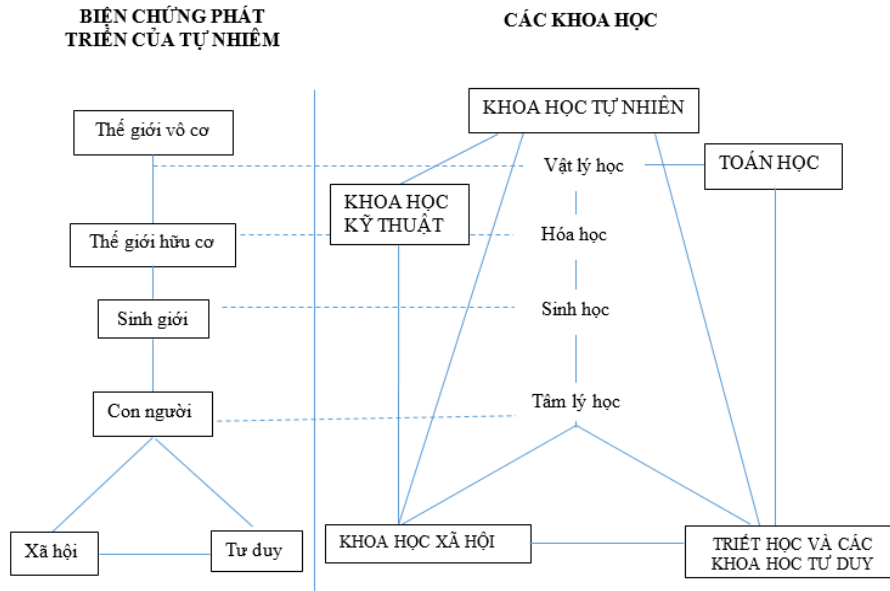 BIỆN CHỨNG PHÁT
TRIỂN CỦA TỰ NHIÊM
Thế giới vô cơ
Thế giới hữu cơ
Sinh giới
Con người
Xã hội
Tư duy
CÁC KHOA HỌC
KHOA HỌC TỰ NHIÊN
Vật lý học
TOÁN HỌC
KHOA HỌC
KỸ THUẬT
Hóa học
Sinh học
Tâm lý học
KHOA HỌC XÃ HỘI
TRIẾT HỌC VÀ CÁC
KHOA HOC TƯ DUY